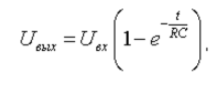 U_вых = U_вх (1 − e^(−t/RC)).